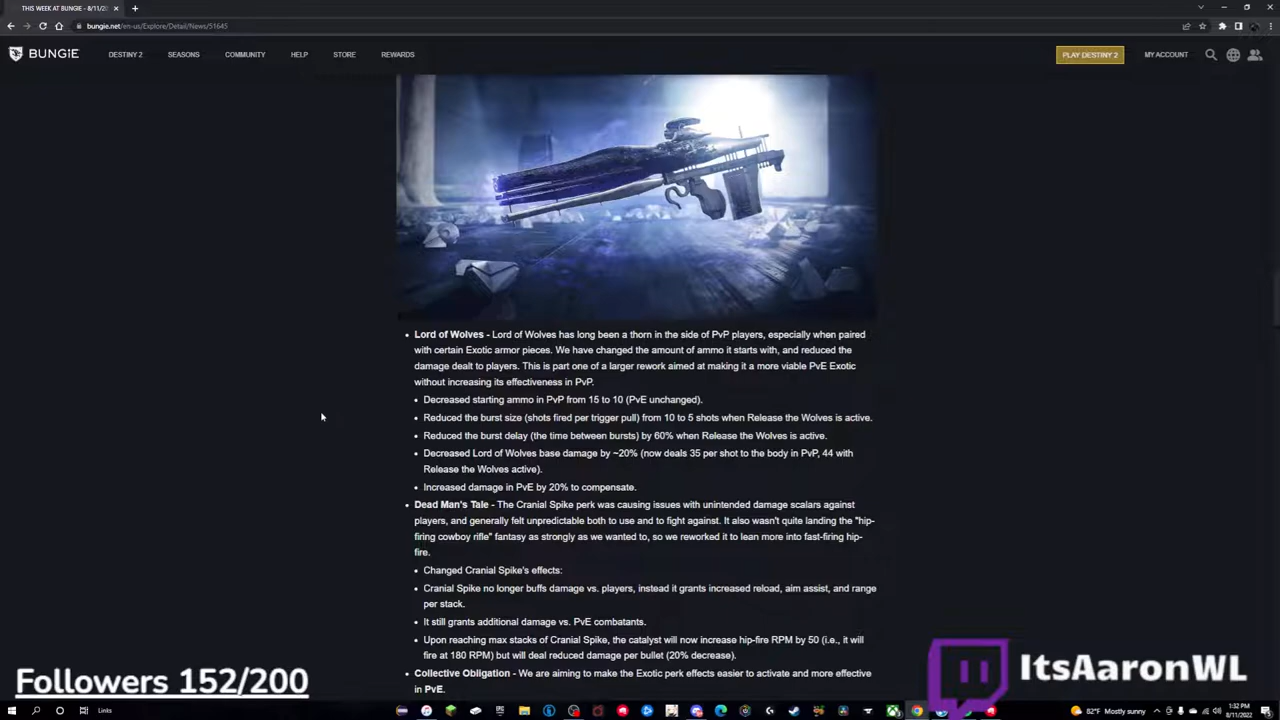 THIS WEEK AT BUNGIE - 8/11/2
bungie.net/en-us/Explore/Detail/News/51645
BUNGIE
DESTINY 2
SEASONS
COMMUNITY
HELP
STORE
REWARDS
PLAY DESTINY 2
MY ACCOUNT
• Lord of Wolves - Lord of Wolves has long been a thorn in the side of PvP players, especially when paired
with certain Exotic armor pieces. We have changed the amount of ammo it starts with, and reduced the
damage dealt to players. This is part one of a larger rework aimed at making it a more viable PvE Exotic
without increasing its effectiveness in PvP.
• Decreased starting ammo in PvP from 15 to 10 (PvE unchanged).
• Reduced the burst size (shots fired per trigger pull) from 10 to 5 shots when Release the Wolves is active.
• Reduced the burst delay (the time between bursts) by 60% when Release the Wolves is active.
• Decreased Lord of Wolves base damage by ~20% (now deals 35 per shot to the body in PvP, 44 with
Release the Wolves active).
• Increased damage in PvE by 20% to compensate.
• Dead Man's Tale - The Cranial Spike perk was causing issues with unintended damage scalars against
players, and generally felt unpredictable both to use and to fight against. It also wasn't quite landing the "hip-
firing cowboy rifle" fantasy as strongly as we wanted to, so we reworked it to lean more into fast-firing hip-
fire.
• Changed Cranial Spike's effects:
• Cranial Spike no longer buffs damage vs. players, instead it grants increased reload, aim assist, and range
per stack.
• It still grants additional damage vs. PvE combatants.
• Upon reaching max stacks of Cranial Spike, the catalyst will now increase hip-fire RPM by 50 (i.e., it will
fire at 180 RPM) but will deal reduced damage per bullet (20% decrease).
• Collective Obligation - We are aiming to make the Exotic perk effects easier to activate and more effective
in PvE.
Followers 152/200
ItsAaronWL
Links
82°F Mostly sunny
1:32 PM
8/11/2022